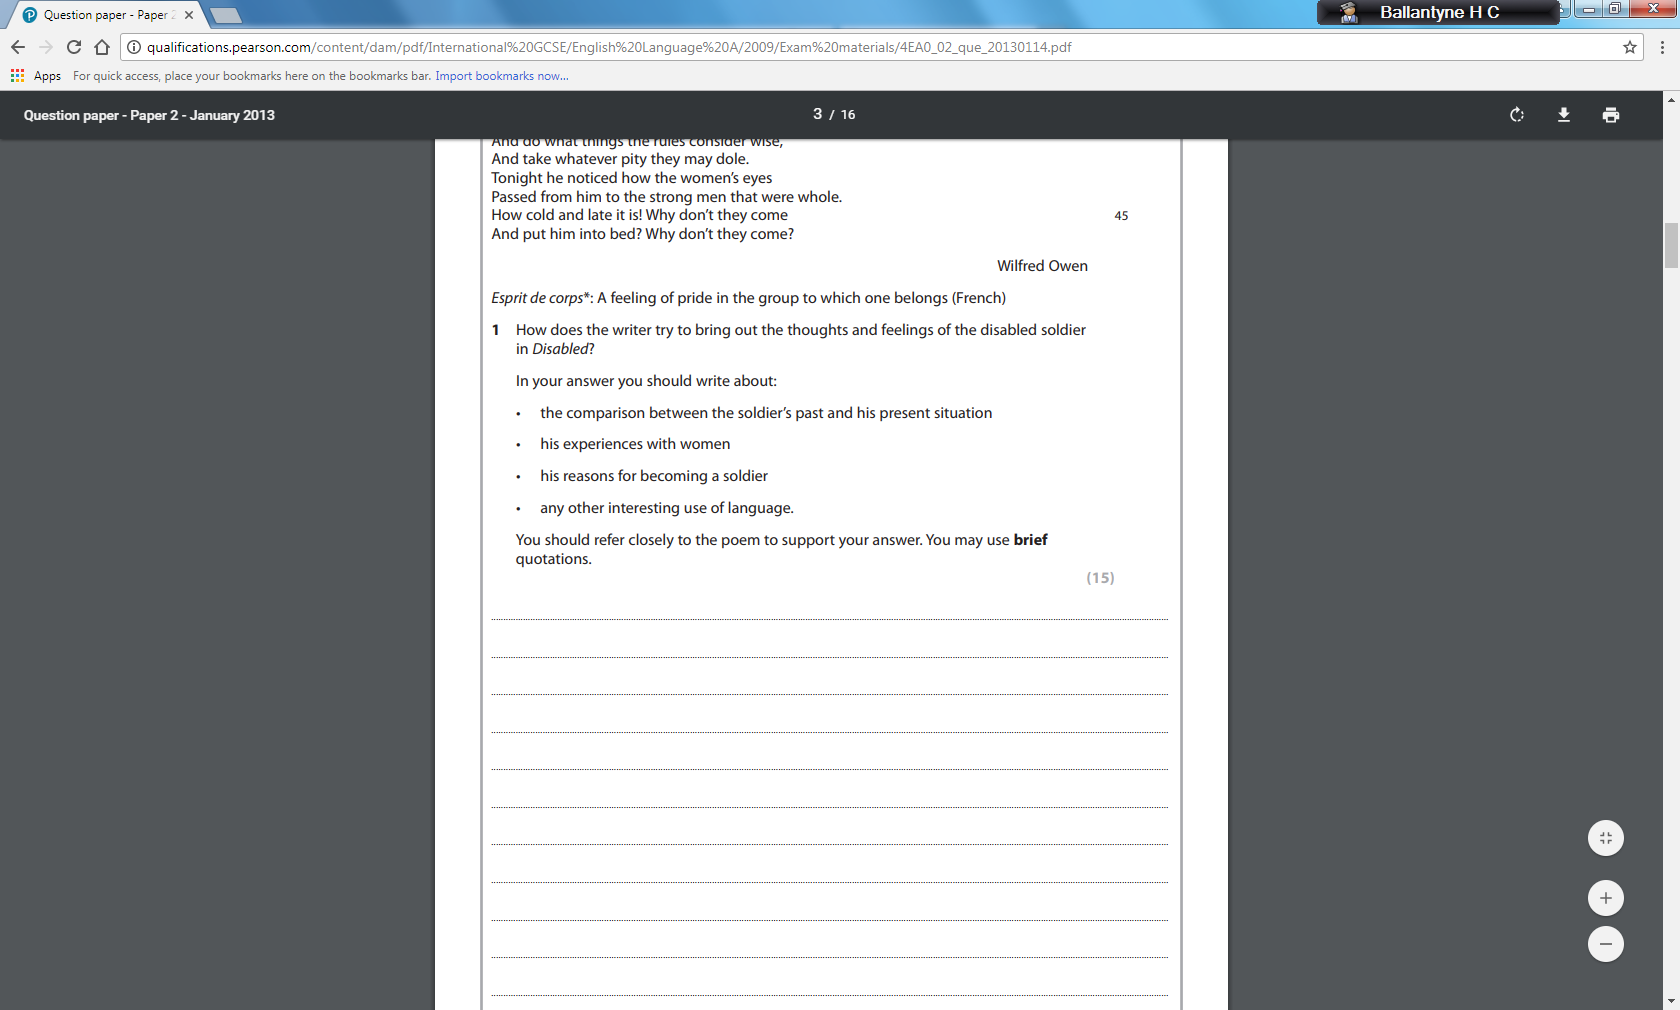 Question paper - Paper 2
Ballantyne H C
qualifications.pearson.com/content/dam/pdf/International%20GCSE/English%20Language%20A/2009/Exam%20materials/4EA0_02_que_20130114.pdf
Apps For quick access, place your bookmarks here on the bookmarks bar. Import bookmarks now...
Question paper - Paper 2 - January 2013
3 / 16
And do what things the rules consider wise,
And take whatever pity they may dole.
Tonight he noticed how the women's eyes
Passed from him to the strong men that were whole.
How cold and late it is! Why don't they come 45
And put him into bed? Why don't they come?
Wilfred Owen
Esprit de corps*: A feeling of pride in the group to which one belongs (French)
1 How does the writer try to bring out the thoughts and feelings of the disabled soldier
in Disabled?
In your answer you should write about:
• the comparison between the soldier's past and his present situation
• his experiences with women
• his reasons for becoming a soldier
• any other interesting use of language.
You should refer closely to the poem to support your answer. You may use brief
quotations.
(15)